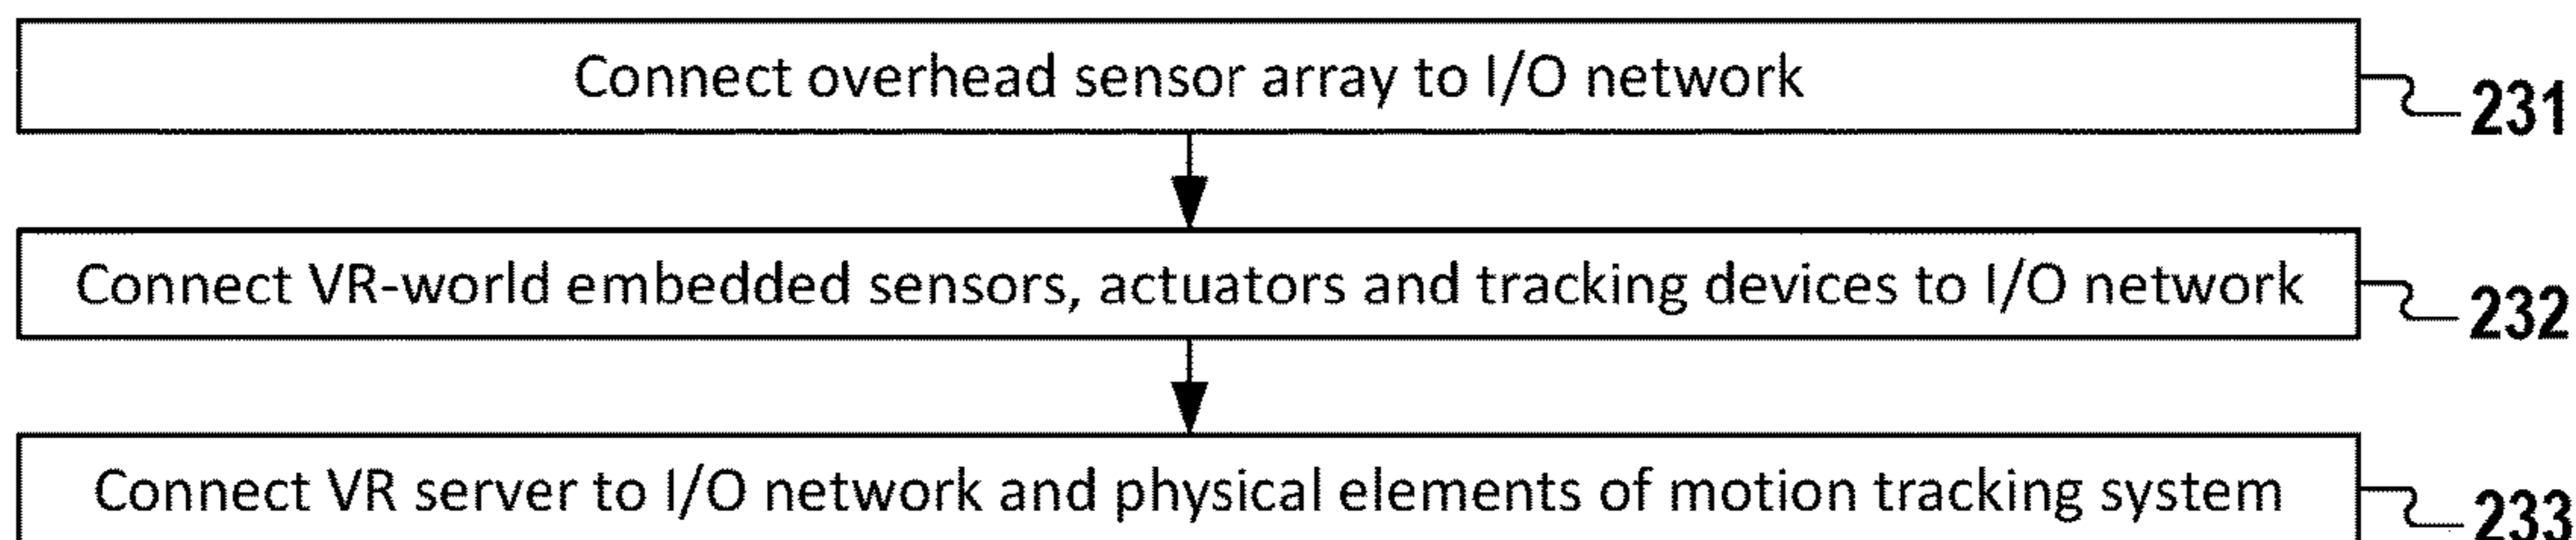 Connect overhead sensor array to I/O network
231
Connect VR-world embedded sensors, actuators and tracking devices to I/O network
232
Connect VR server to I/O network and physical elements of motion tracking system
233